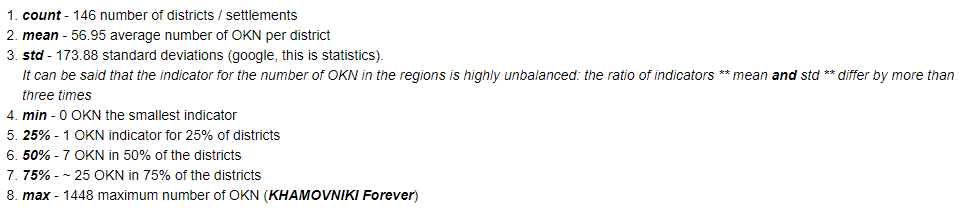 1. count - 146 number of districts / settlements
2. mean - 56.95 average number of OKN per district
3. std - 173.88 standard deviations (google, this is statistics).
It can be said that the indicator for the number of OKN in the regions is highly unbalanced: the ratio of indicators ** mean and std ** differ by more than
three times
4. min - 0 OKN the smallest indicator
5. 25% - 1 OKN indicator for 25% of districts
6. 50% - 7 OKN in 50% of the districts
7. 75% - ~ 25 OKN in 75% of the districts
8. max - 1448 maximum number of OKN (KHAMOVNIKI Forever)